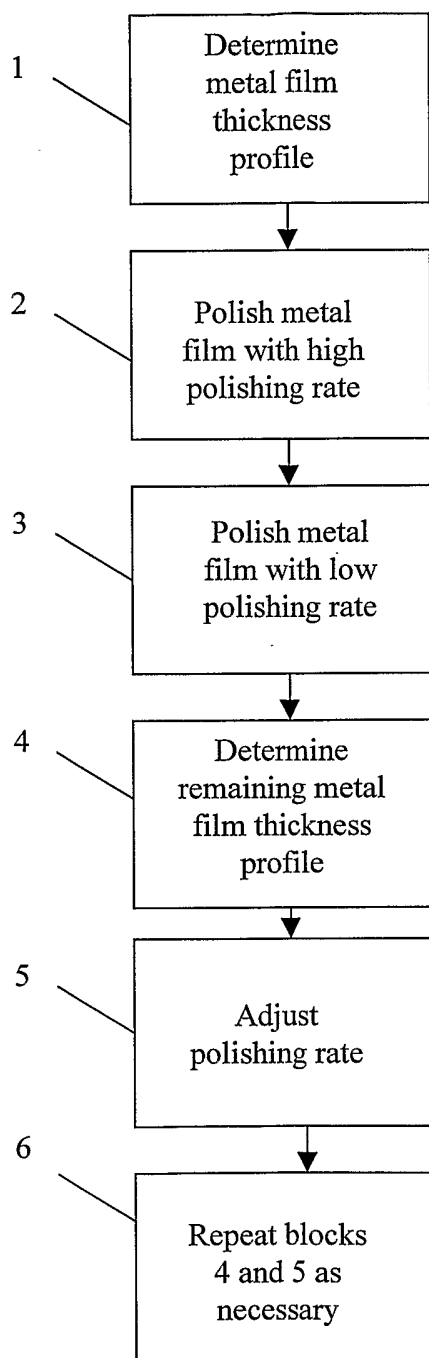 1
Determine
metal film
thickness
profile
2
Polish metal
film with high
polishing rate
3
Polish metal
film with low
polishing rate
4
Determine
remaining metal
film thickness
profile
5
Adjust
polishing rate
6
Repeat blocks
4 and 5 as
necessary